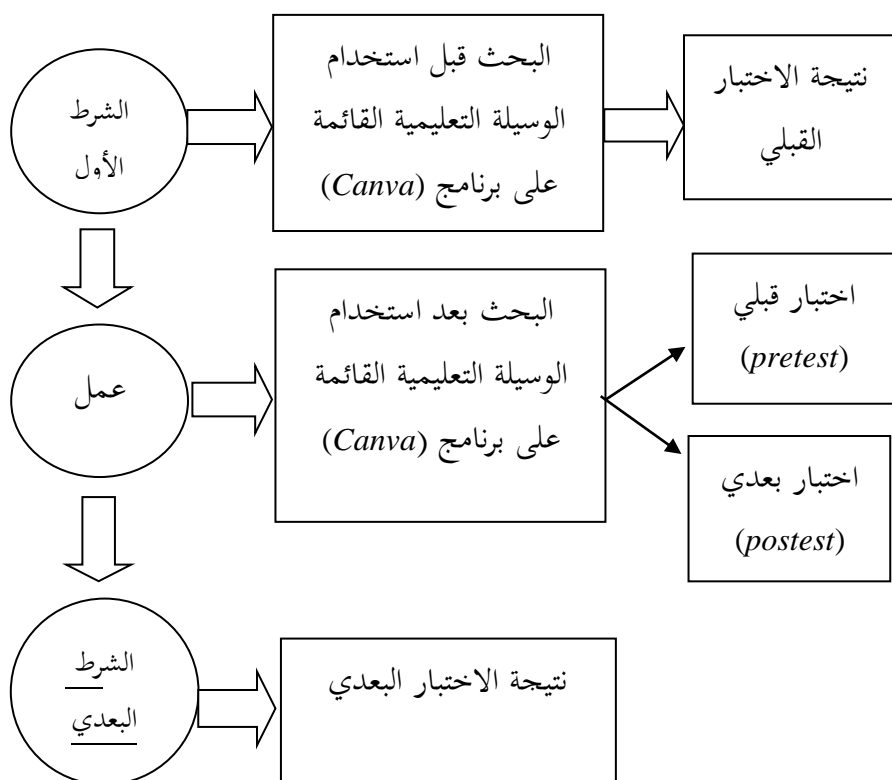 الشرط
الأول
البحث قبل استخدام
الوسيلة التعليمية القائمة
على برنامج (Canva)
نتيجة الاختبار
القبلي
عمل
البحث بعد استخدام
الوسيلة التعليمية القائمة
على برنامج (Canva)
اختبار قبلي
(pretest)
اختبار بعدي
(postest)
الشرط
البعدي
نتيجة الاختبار البعدي